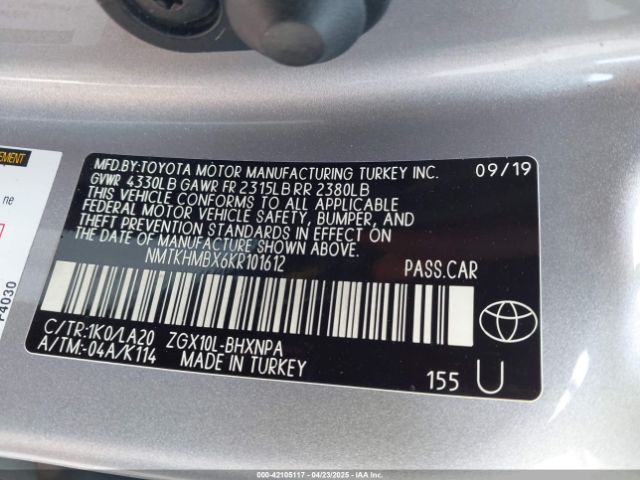 EMENT
ne
F4030
MFD.BY:TOYOTA MOTOR MANUFACTURING TURKEY INC. 09/19
GVWR 4330LB GAWR FR 2315LB RR 2380LB
THIS VEHICLE CONFORMS TO ALL APPLICABLE
FEDERAL MOTOR VEHICLE SAFETY, BUMPER, AND
THEFT PREVENTION STANDARDS IN EFFECT ON
THE DATE OF MANUFACTURE SHOWN ABOVE.
NMTKHMBX6KR101612 PASS.CAR
C/TR:1K0/LA20 ZGX10L-BHXNPA
A/TM:-04A/K114 MADE IN TURKEY
155 U
000-42105117 - 04/23/2025 - IAA